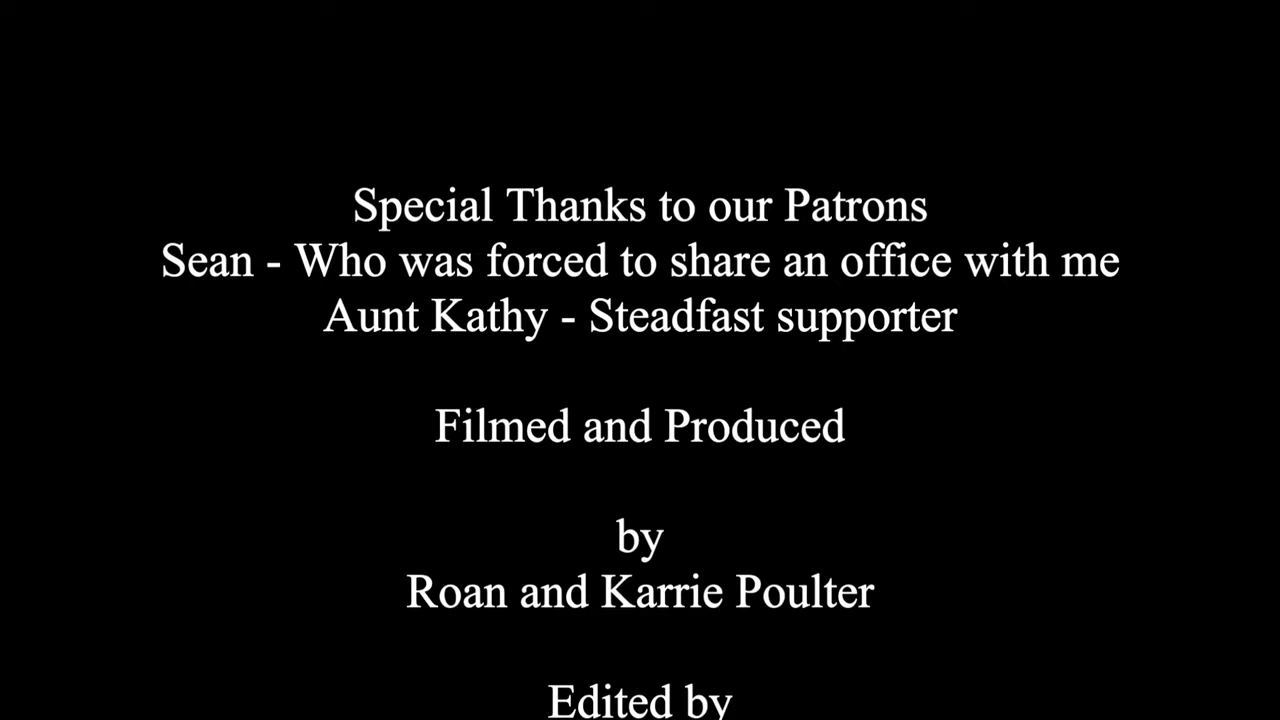 Special Thanks to our Patrons
Sean - Who was forced to share an office with me
Aunt Kathy - Steadfast supporter
Filmed and Produced
by
Roan and Karrie Poulter
Edited by